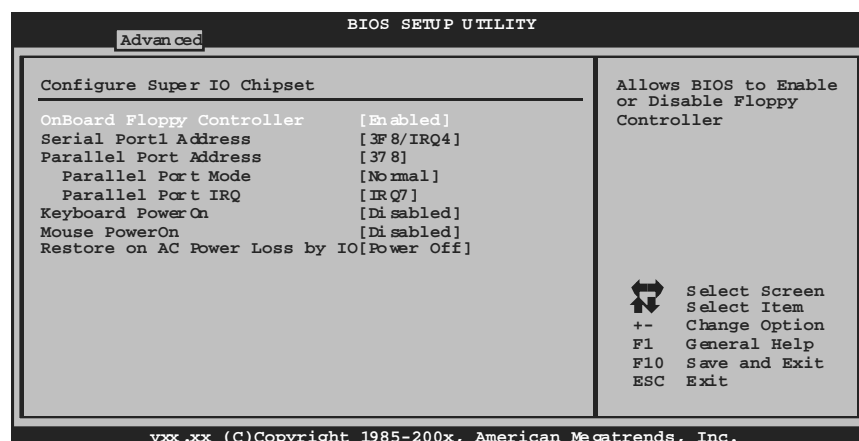 BIOS SETUP UTILITY
Advanced
Configure Super IO Chipset
OnBoard Floppy Controller [Enabled]
Serial Port1 Address [3F8/IRQ4]
Parallel Port Address [378]
Parallel Port Mode [Normal]
Parallel Port IRQ [IRQ7]
Keyboard PowerOn [Disabled]
Mouse PowerOn [Disabled]
Restore on AC Power Loss by IO[Power Off]
Allows BIOS to Enable
or Disable Floppy
Controller
Select Screen
Select Item
+- Change Option
F1 General Help
F10 Save and Exit
ESC Exit
vxx.xx (C)Copyright 1985-200x, American Megatrends, Inc.